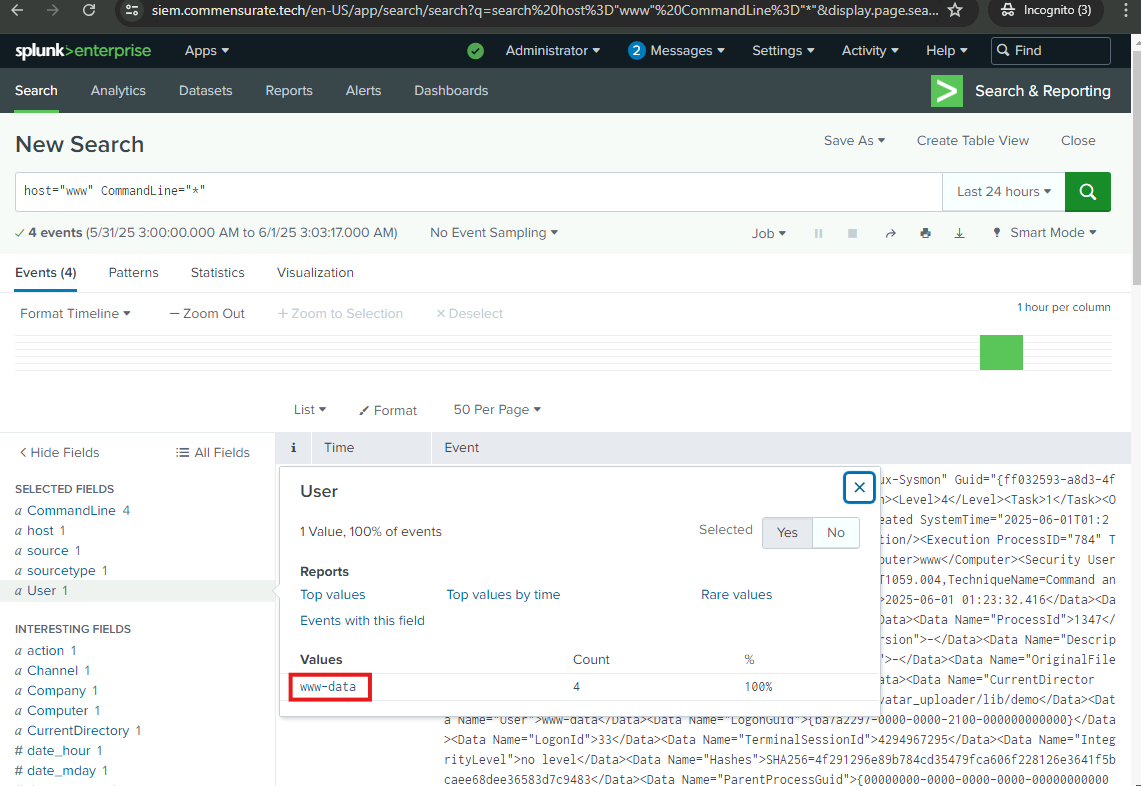 siem.commensurate.tech/en-US/app/search/search?q=search%20host%3D"www"%20CommandLine%3D"*"&display.page.sea... Incognito (3)
splunk>enterprise Apps Administrator 2 Messages Settings Activity Help Find
Search Analytics Datasets Reports Alerts Dashboards > Search & Reporting
New Search Save As Create Table View Close
host="www" CommandLine="*" Last 24 hours
4 events (5/31/25 3:00:00.000 AM to 6/1/25 3:03:17.000 AM) No Event Sampling Job Smart Mode
Events (4) Patterns Statistics Visualization
Format Timeline — Zoom Out + Zoom to Selection × Deselect 1 hour per column
List Format 50 Per Page
< Hide Fields All Fields i Time Event
SELECTED FIELDS
a CommandLine 4
a host 1
a source 1
a sourcetype 1
a User 1
INTERESTING FIELDS
a action 1
a Channel 1
a Company 1
a Computer 1
a CurrentDirectory 1
# date_hour 1
# date_mday 1
User
1 Value, 100% of events Selected Yes No
Reports
Top values Top values by time Rare values
Events with this field
Values Count %
www-data 4 100%
ux-Sysmon" Guid="{ff032593-a8d3-4f
n><Level>4</Level><Task>1</Task><O
eated SystemTime="2025-06-01T01:2
tion/><Execution ProcessID="784" T
puter>www</Computer><Security User
T1059.004,TechniqueName=Command an
>2025-06-01 01:23:32.416</Data><Da
<Data Name="ProcessId">1347</
rsion">-</Data><Data Name="Descrip
">-</Data><Data Name="OriginalFile
ata><Data Name="CurrentDirectory
vatar_uploader/lib/demo</Data><Dat
a Name="User">www-data</Data><Data Name="LogonGuid">{ba7a2297-0000-0000-2100-000000000000}</Data
><Data Name="LogonId">33</Data><Data Name="TerminalSessionId">4294967295</Data><Data Name="Integ
rityLevel">no level</Data><Data Name="Hashes">SHA256=4f291296e89b784cd35479fca606f228126e3641f5b
caee68dee36583d7c9483</Data><Data Name="ParentProcessGuid">{00000000-0000-0000-0000-00000000000